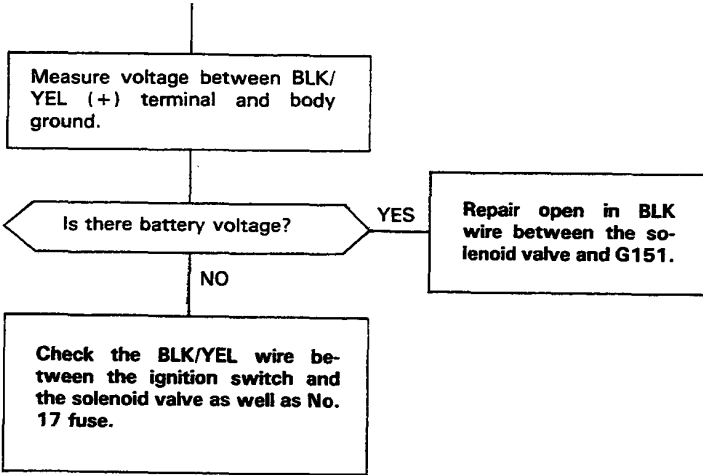 Measure voltage between BLK/
YEL (+) terminal and body
ground.
Is there battery voltage?
YES
Repair open in BLK
wire between the so-
lenoid valve and G151.
NO
Check the BLK/YEL wire be-
tween the ignition switch and
the solenoid valve as well as No.
17 fuse.